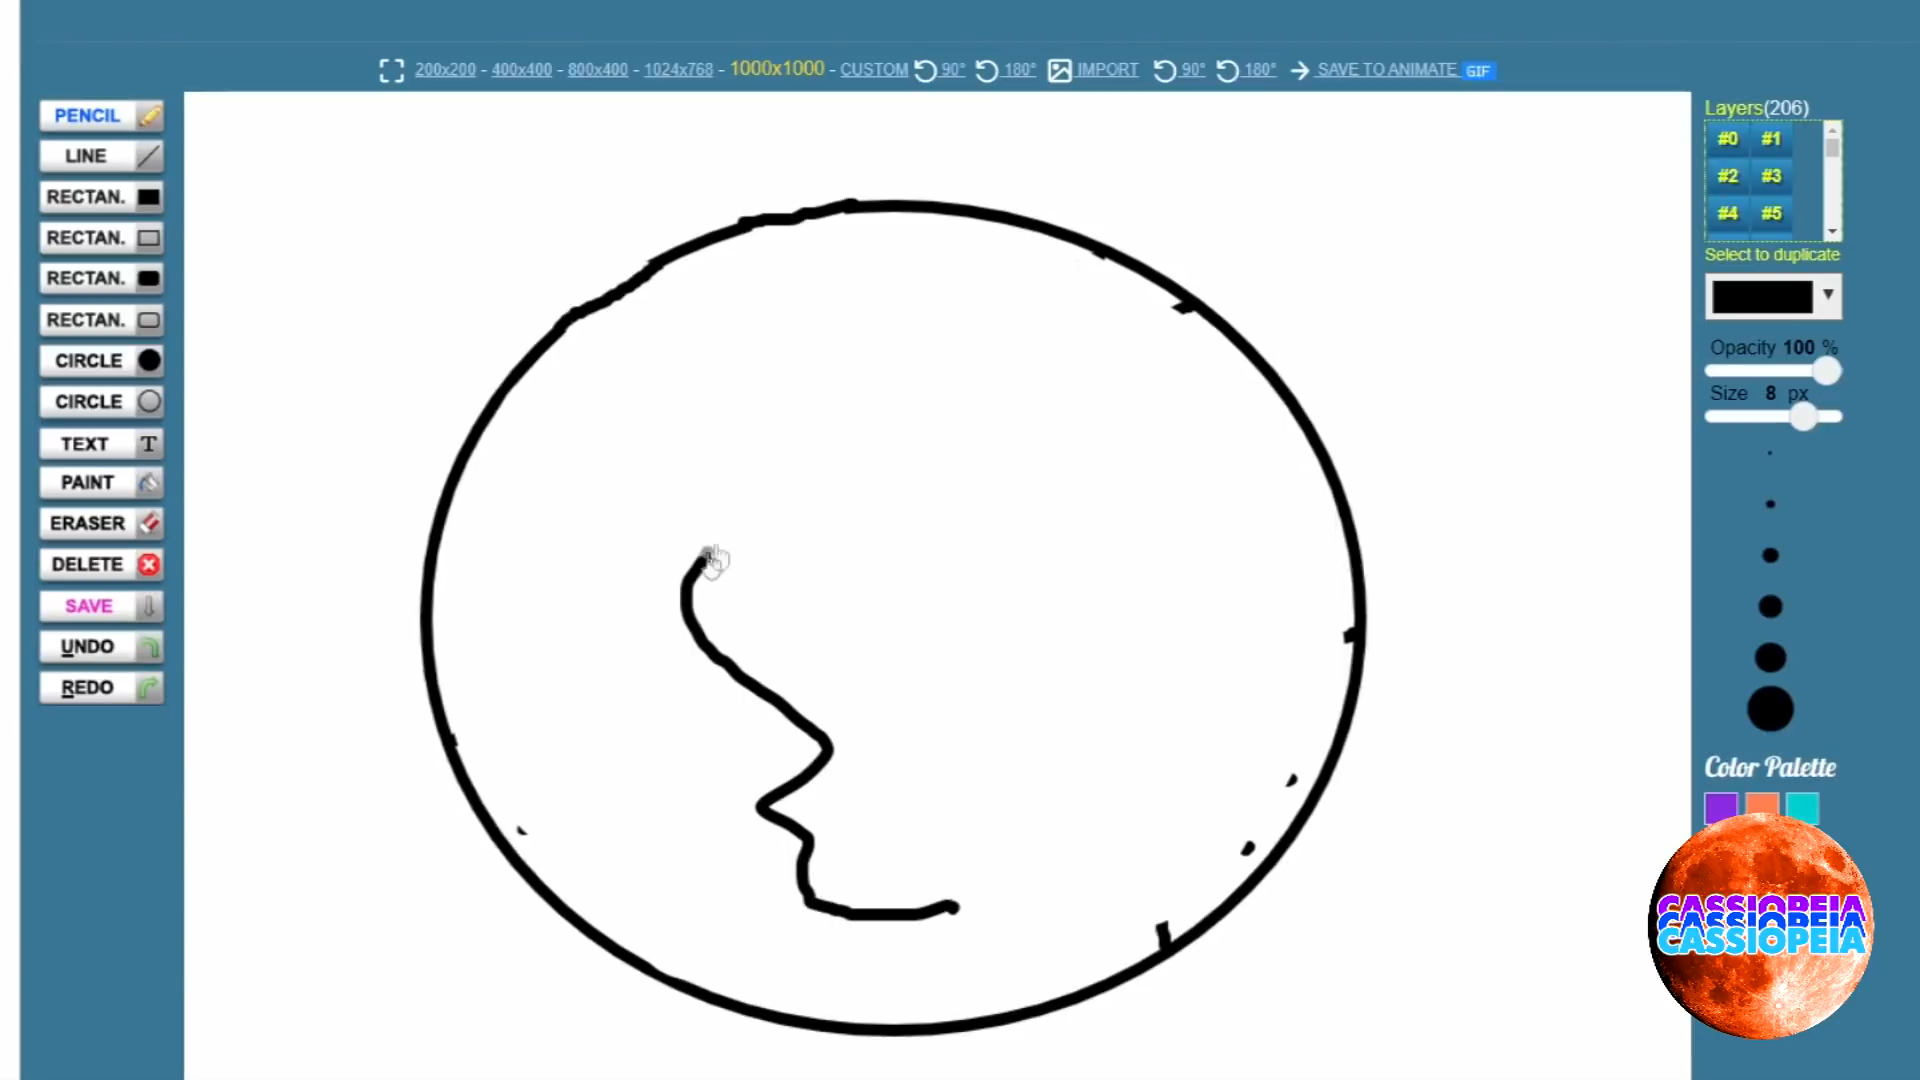 200x200 - 400x400 - 800x400 - 1024x768 - 1000x1000 - CUSTOM 90° 180° IMPORT 90° 180° SAVE TO ANIMATE GIF
PENCIL
LINE
RECTAN.
RECTAN.
RECTAN.
RECTAN.
CIRCLE
CIRCLE
TEXT T
PAINT
ERASER
DELETE
SAVE
UNDO
REDO
Layers(206)
#0 #1
#2 #3
#4 #5
Select to duplicate
Opacity 100 %
Size 8 px
Color Palette
CASSIOPEIA
CASSIOPEIA
CASSIOPEIA